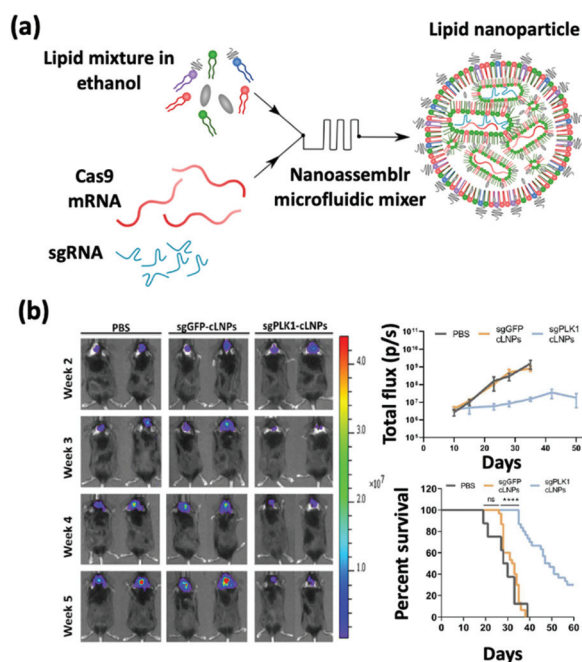 (a)
Lipid mixture in
ethanol
Lipid nanoparticle
Cas9
mRNA
Nanoassemblr
microfluidic mixer
sgRNA
(b)
PBS
sgGFP-cLNPs
sgPLK1-cLNPs
Week 2
Week 3
Week 4
Week 5
4.0
3.0
2.0
1.0
×10⁷
PBS
sgGFP
cLNPs
sgPLK1
cLNPs
Total flux (p/s)
10¹¹
10¹⁰
10⁹
10⁸
10⁷
10⁶
10⁵
0 10 20 30 40 50
Days
PBS
sgGFP
cLNPs
sgPLK1
cLNPs
ns ****
Percent survival
120
100
80
60
40
20
0
0 10 20 30 40 50 60
Days